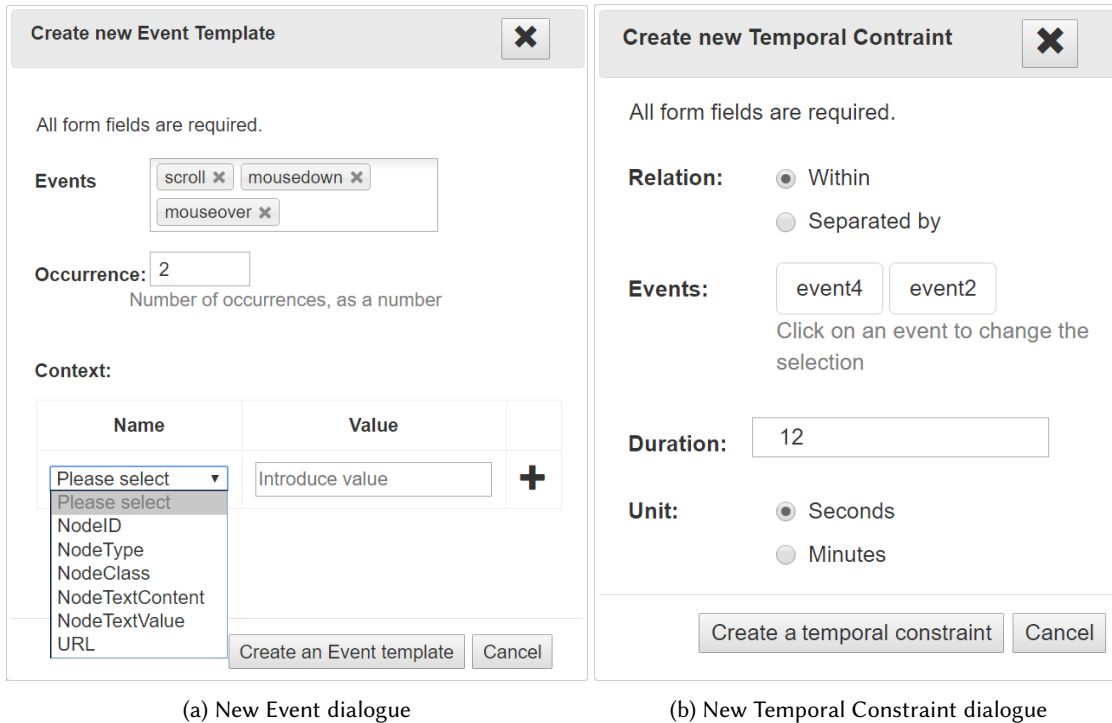 Create new Event Template
All form fields are required.
Events
scroll mousedown
mouseover
Occurrence: 2
Number of occurrences, as a number
Context:
Name Value
Please select Introduce value
Please select
NodeID
NodeType
NodeClass
NodeTextContent
NodeTextValue
URL
Create an Event template Cancel
(a) New Event dialogue
Create new Temporal Contraint
All form fields are required.
Relation: Within
Separated by
Events: event4 event2
Click on an event to change the
selection
Duration: 12
Unit: Seconds
Minutes
Create a temporal constraint Cancel
(b) New Temporal Constraint dialogue